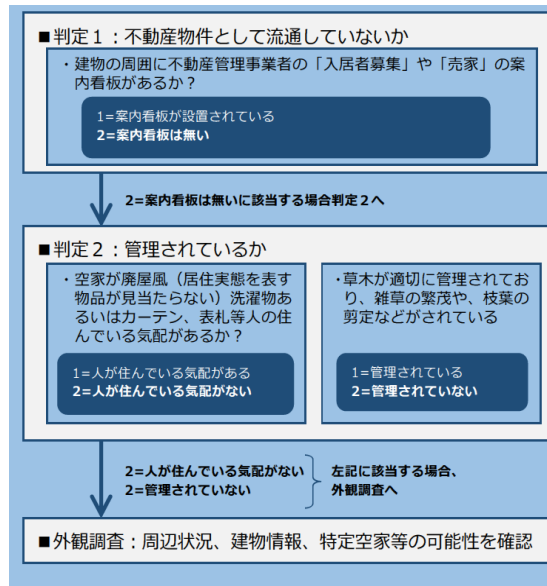 ■判定1：不動産物件として流通していないか
・建物の周囲に不動産管理事業者の「入居者募集」や「売家」の案
内看板があるか？
1=案内看板が設置されている
2=案内看板は無い
2=案内看板は無いに該当する場合判定2へ
■判定2：管理されているか
・空家が廃屋風（居住実態を表す
物品が見当たらない）洗濯物あ
るいはカーテン、表札等人の住
んでいる気配があるか？
1=人が住んでいる気配がある
2=人が住んでいる気配がない
・草木が適切に管理されてお
り、雑草の繁茂や、枝葉の
剪定などがされている
1=管理されている
2=管理されていない
2=人が住んでいる気配がない
2=管理されていない
左記に該当する場合、
外観調査へ
■外観調査：周辺状況、建物情報、特定空家等の可能性を確認